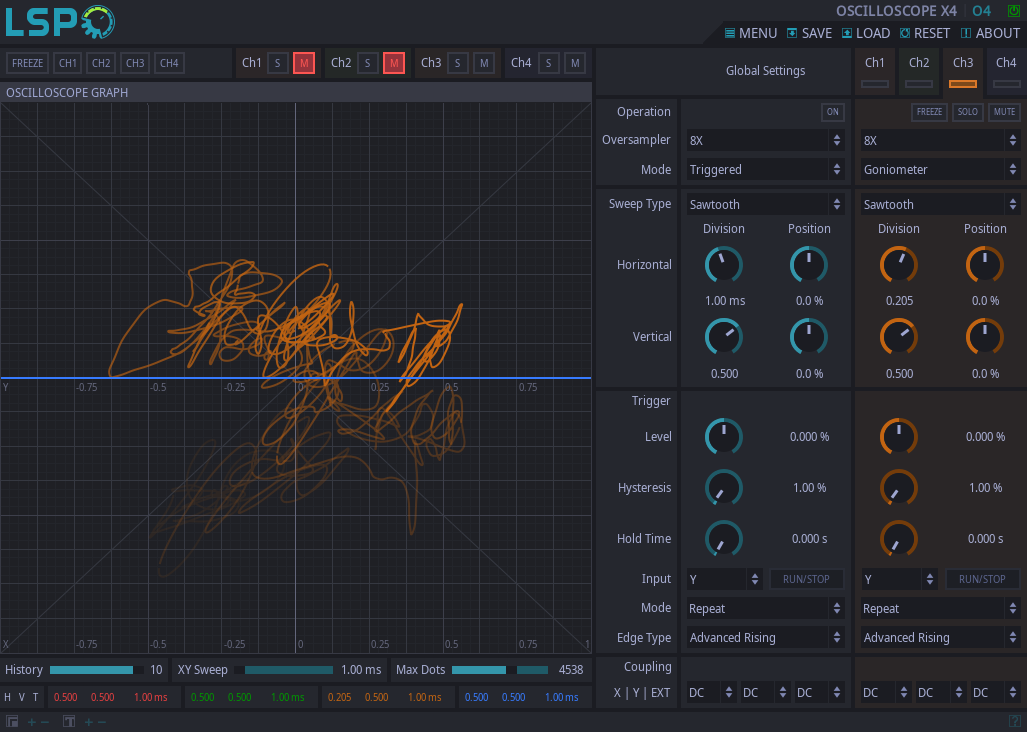 LSP
OSCILLOSCOPE X4 O4
MENU SAVE LOAD RESET ABOUT
FREEZE CH1 CH2 CH3 CH4 Ch1 S M Ch2 S M Ch3 S M Ch4 S M
Global Settings Ch1 Ch2 Ch3 Ch4
OSCILLOSCOPE GRAPH
Operation ON FREEZE SOLO MUTE
Oversampler 8X 8X
Mode Triggered Goniometer
Sweep Type Sawtooth Sawtooth
Division Position Division Position
Horizontal
1.00 ms 0.0 % 0.205 0.0 %
Vertical
0.500 0.0 % 0.500 0.0 %
Y -0.75 -0.5 -0.25 0 0.25 0.5 0.75
Trigger
Level 0.000 % 0.000 %
Hysteresis 1.00 % 1.00 %
Hold Time 0.000 s 0.000 s
Input Y RUN/STOP Y RUN/STOP
Mode Repeat Repeat
Edge Type Advanced Rising Advanced Rising
X -0.75 -0.5 -0.25 0 0.25 0.5 0.75 1
History 10 XY Sweep 1.00 ms Max Dots 4538
Coupling
X | Y | EXT DC DC DC DC DC DC
H V T 0.500 0.500 1.00 ms 0.500 0.500 1.00 ms 0.205 0.500 1.00 ms 0.500 0.500 1.00 ms
T + − + − ?